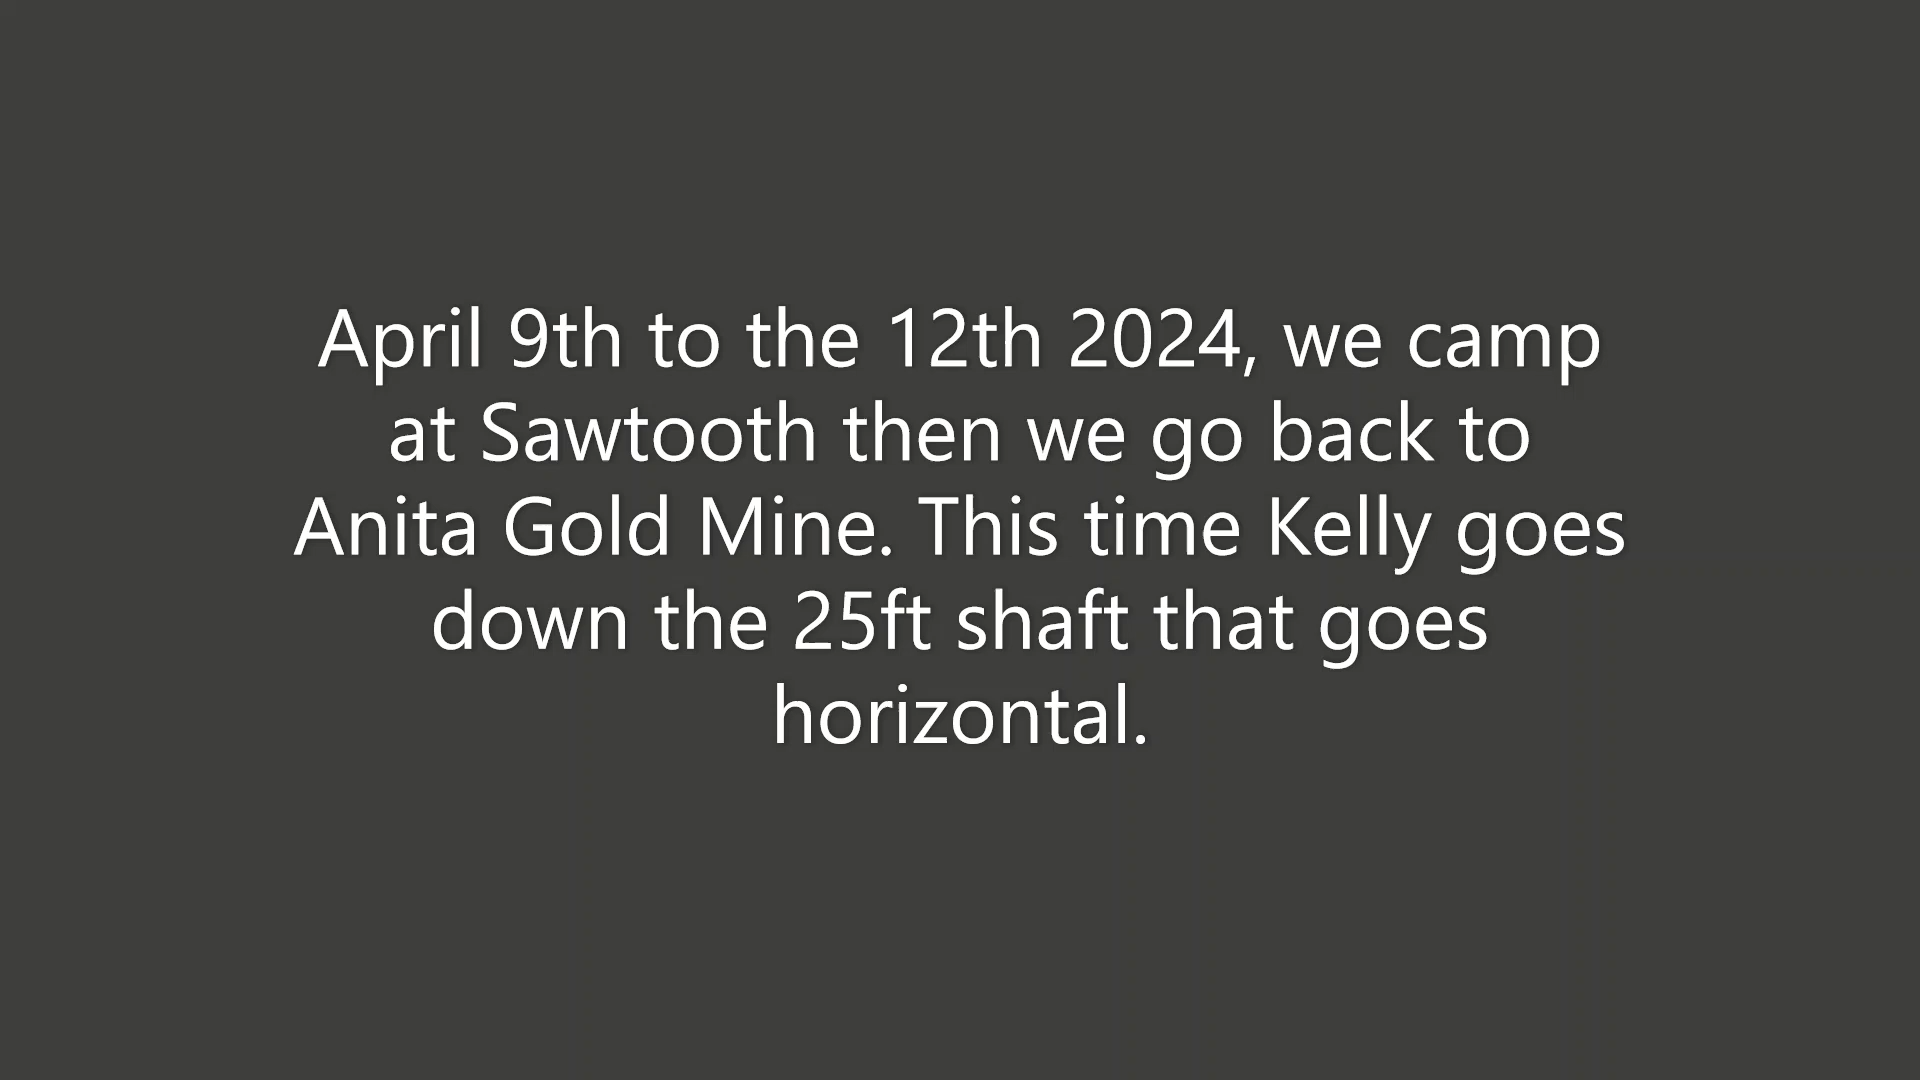 April 9th to the 12th 2024, we camp
at Sawtooth then we go back to
Anita Gold Mine. This time Kelly goes
down the 25ft shaft that goes
horizontal.